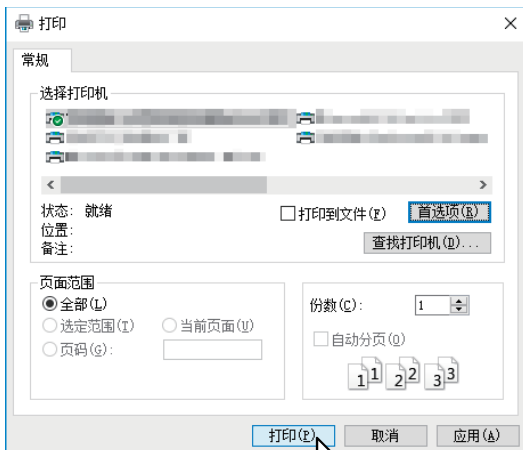 打印
常规
选择打印机
状态: 就绪
位置:
备注:
打印到文件(F)
首选项(R)
查找打印机(D)...
页面范围
全部(L)
选定范围(T)
当前页面(U)
页码(G):
份数(C): 1
自动分页(O)
1 1 2 2 3 3
打印(P)
取消
应用(A)